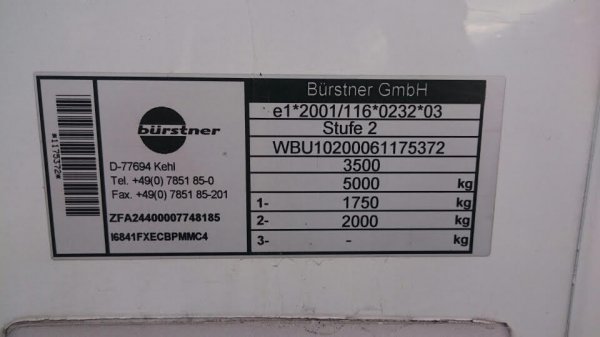 *1175372*
bürstner
D-77694 Kehl
Tel. +49(0) 7851 85-0
Fax. +49(0) 7851 85-201
ZFA24400007748185
I6841FXECBPMMC4
Bürstner GmbH
e1*2001/116*0232*03
Stufe 2
WBU10200061175372
3500
5000 kg
1- 1750 kg
2- 2000 kg
3- - kg